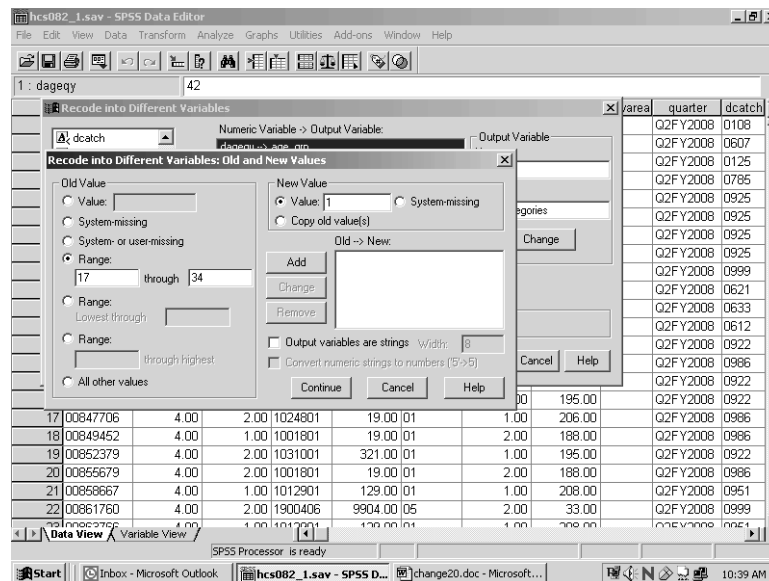 hcs082_1.sav - SPSS Data Editor
File Edit View Data Transform Analyze Graphs Utilities Add-ons Window Help
1 : dageqy 42
Recode into Different Variables
varea quarter dcatch
dcatch
Numeric Variable -> Output Variable:
Output Variable
Q2FY2008 0108
Q2FY2008 0607
Recode into Different Variables: Old and New Values
Q2FY2008 0125
Q2FY2008 0785
Old Value
New Value
Value:
Value: 1
System-missing
Q2FY2008 0925
System-missing
Copy old value(s)
egories
Q2FY2008 0925
System- or user-missing
Old --> New:
Change
Q2FY2008 0925
Range:
Add
Q2FY2008 0925
17 through 34
Q2FY2008 0999
Change
Q2FY2008 0621
Range:
Lowest through
Remove
Q2FY2008 0633
Q2FY2008 0612
Range:
Output variables are strings Width: 8
Q2FY2008 0922
through highest
Convert numeric strings to numbers ('5'->5)
Cancel Help
Q2FY2008 0986
All other values
Continue Cancel Help
Q2FY2008 0922
00 195.00 Q2FY2008 0922
17 00847706 4.00 2.00 1024801 19.00 01 1.00 206.00 Q2FY2008 0986
18 00849452 4.00 1.00 1001801 19.00 01 2.00 188.00 Q2FY2008 0986
19 00852379 4.00 2.00 1031001 321.00 01 1.00 195.00 Q2FY2008 0922
20 00855679 4.00 2.00 1001801 19.00 01 2.00 188.00 Q2FY2008 0986
21 00858667 4.00 1.00 1012901 129.00 01 1.00 208.00 Q2FY2008 0951
22 00861760 4.00 2.00 1900406 9904.00 05 2.00 33.00 Q2FY2008 0999
Data View Variable View
SPSS Processor is ready
Start Inbox - Microsoft Outlook hcs082_1.sav - SPSS D... change20.doc - Microsoft... 10:39 AM